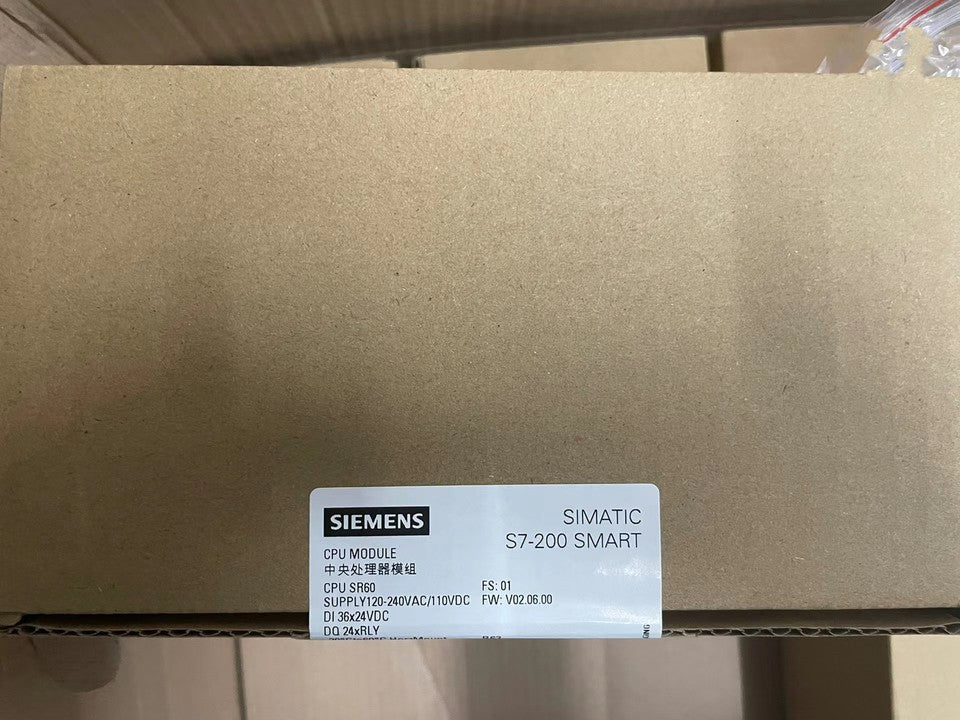 SIEMENS
SIMATIC
S7-200 SMART
CPU MODULE
中央处理器模组
CPU SR60 FS: 01
SUPPLY120-240VAC/110VDC FW: V02.06.00
DI 36x24VDC
DQ 24xRLY